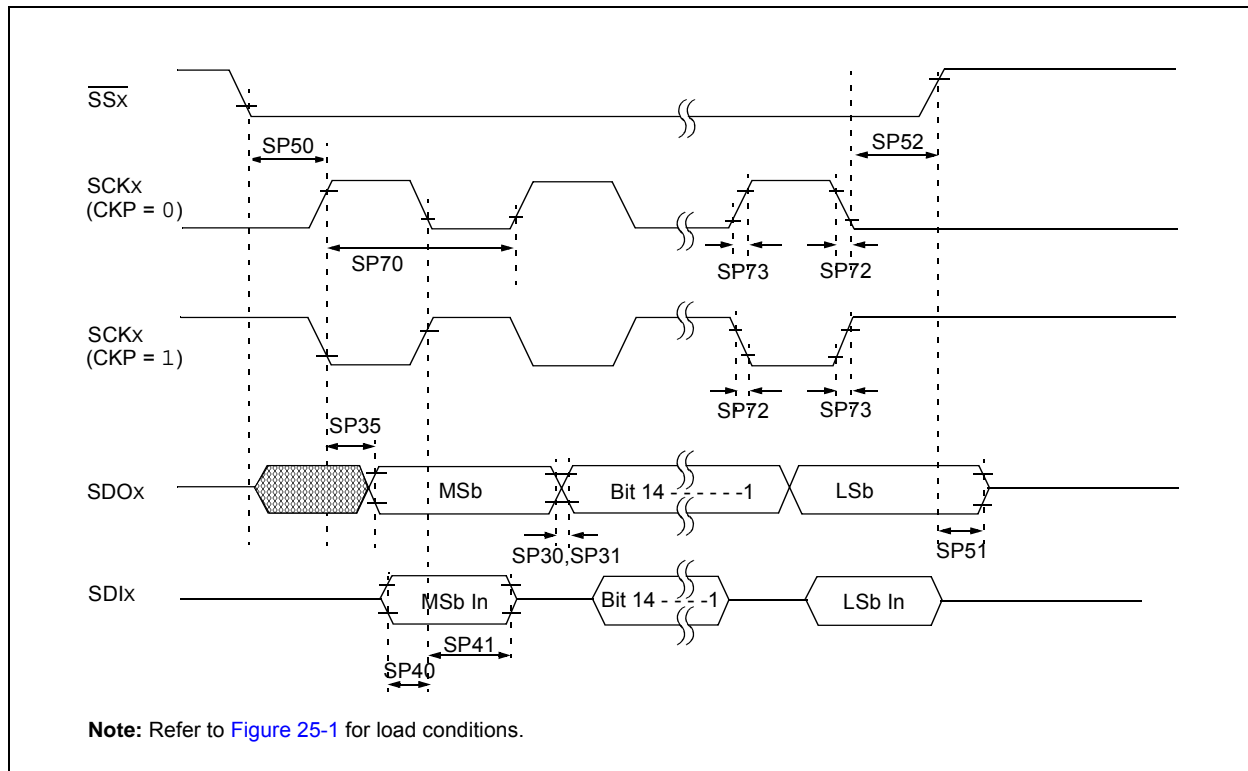 SSx
SP50
SP52
SCKx
(CKP = 0)
SP70
SP73
SP72
SCKx
(CKP = 1)
SP72
SP73
SP35
SDOx
MSb
Bit 14 - - - - - -1
LSb
SP30,SP31
SP51
SDIx
MSb In
Bit 14 - - - -1
LSb In
SP41
SP40
Note: Refer to Figure 25-1 for load conditions.